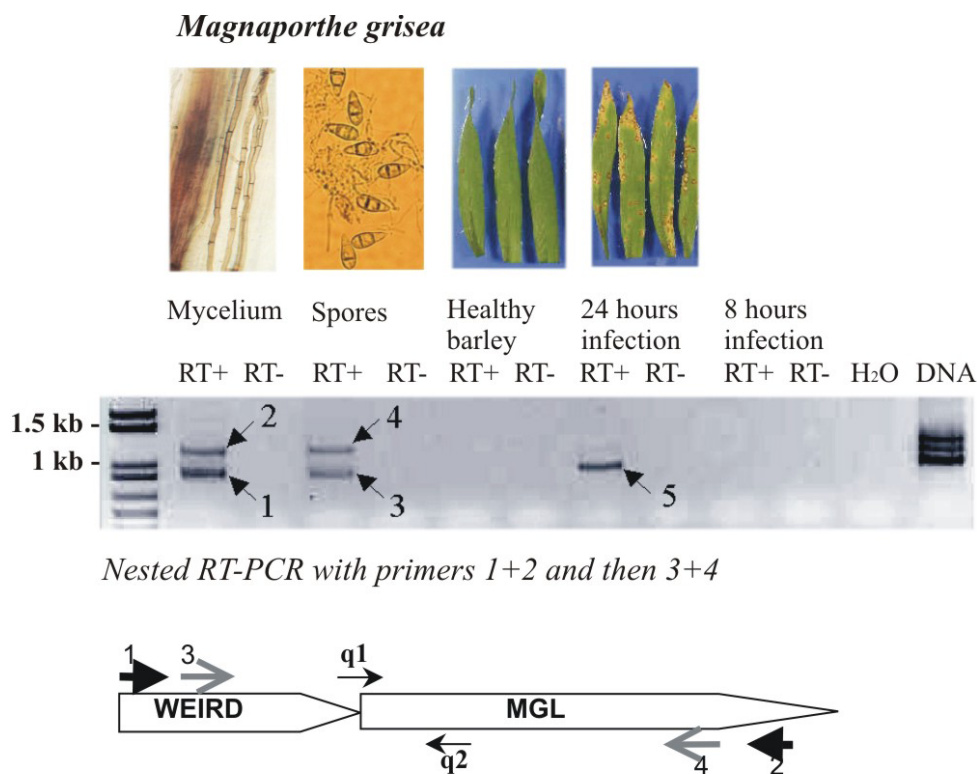 Magnaporthe grisea
Mycelium Spores Healthy barley 24 hours infection 8 hours infection
RT+ RT- RT+ RT- RT+ RT- RT+ RT- RT+ RT- H₂O DNA
1.5 kb -
1 kb -
2 4
1 3 5
Nested RT-PCR with primers 1+2 and then 3+4
1 3 q1
WEIRD MGL
q2 4 2